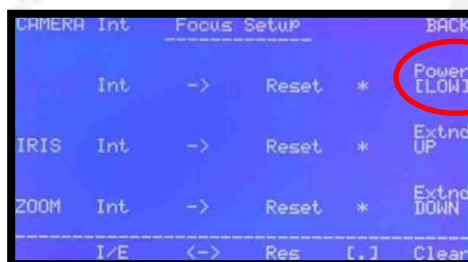 CAMERA Int Focus Setup BACK
Int -> Reset * Power
[LOW]
IRIS Int -> Reset * Extnd
UP
ZOOM Int -> Reset * Extnd
DOWN
I/E <-> Res [.] Clear